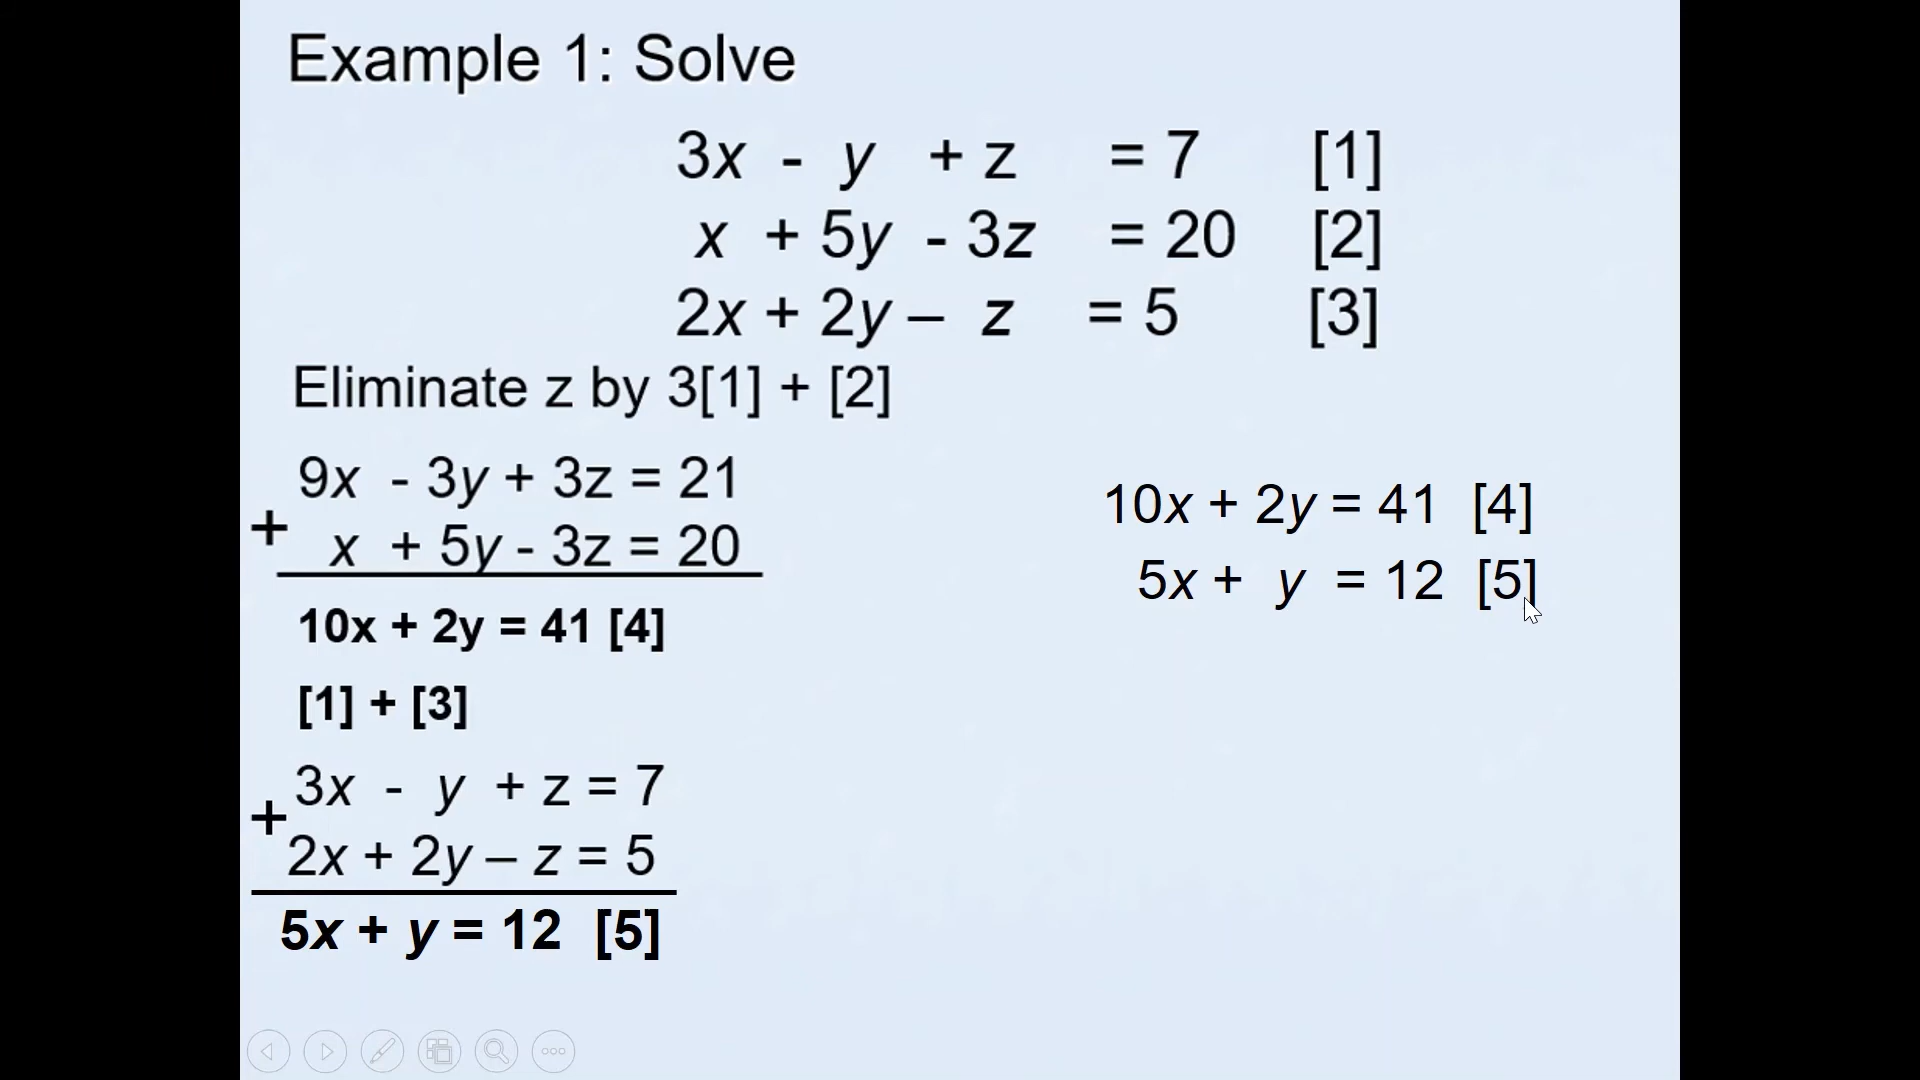 Example 1: Solve
3x - y + z = 7 [1]
x + 5y - 3z = 20 [2]
2x + 2y – z = 5 [3]
Eliminate z by 3[1] + [2]
9x - 3y + 3z = 21
+ x + 5y - 3z = 20
10x + 2y = 41 [4]
[1] + [3]
3x - y + z = 7
+ 2x + 2y – z = 5
5x + y = 12 [5]
10x + 2y = 41 [4]
5x + y = 12 [5]